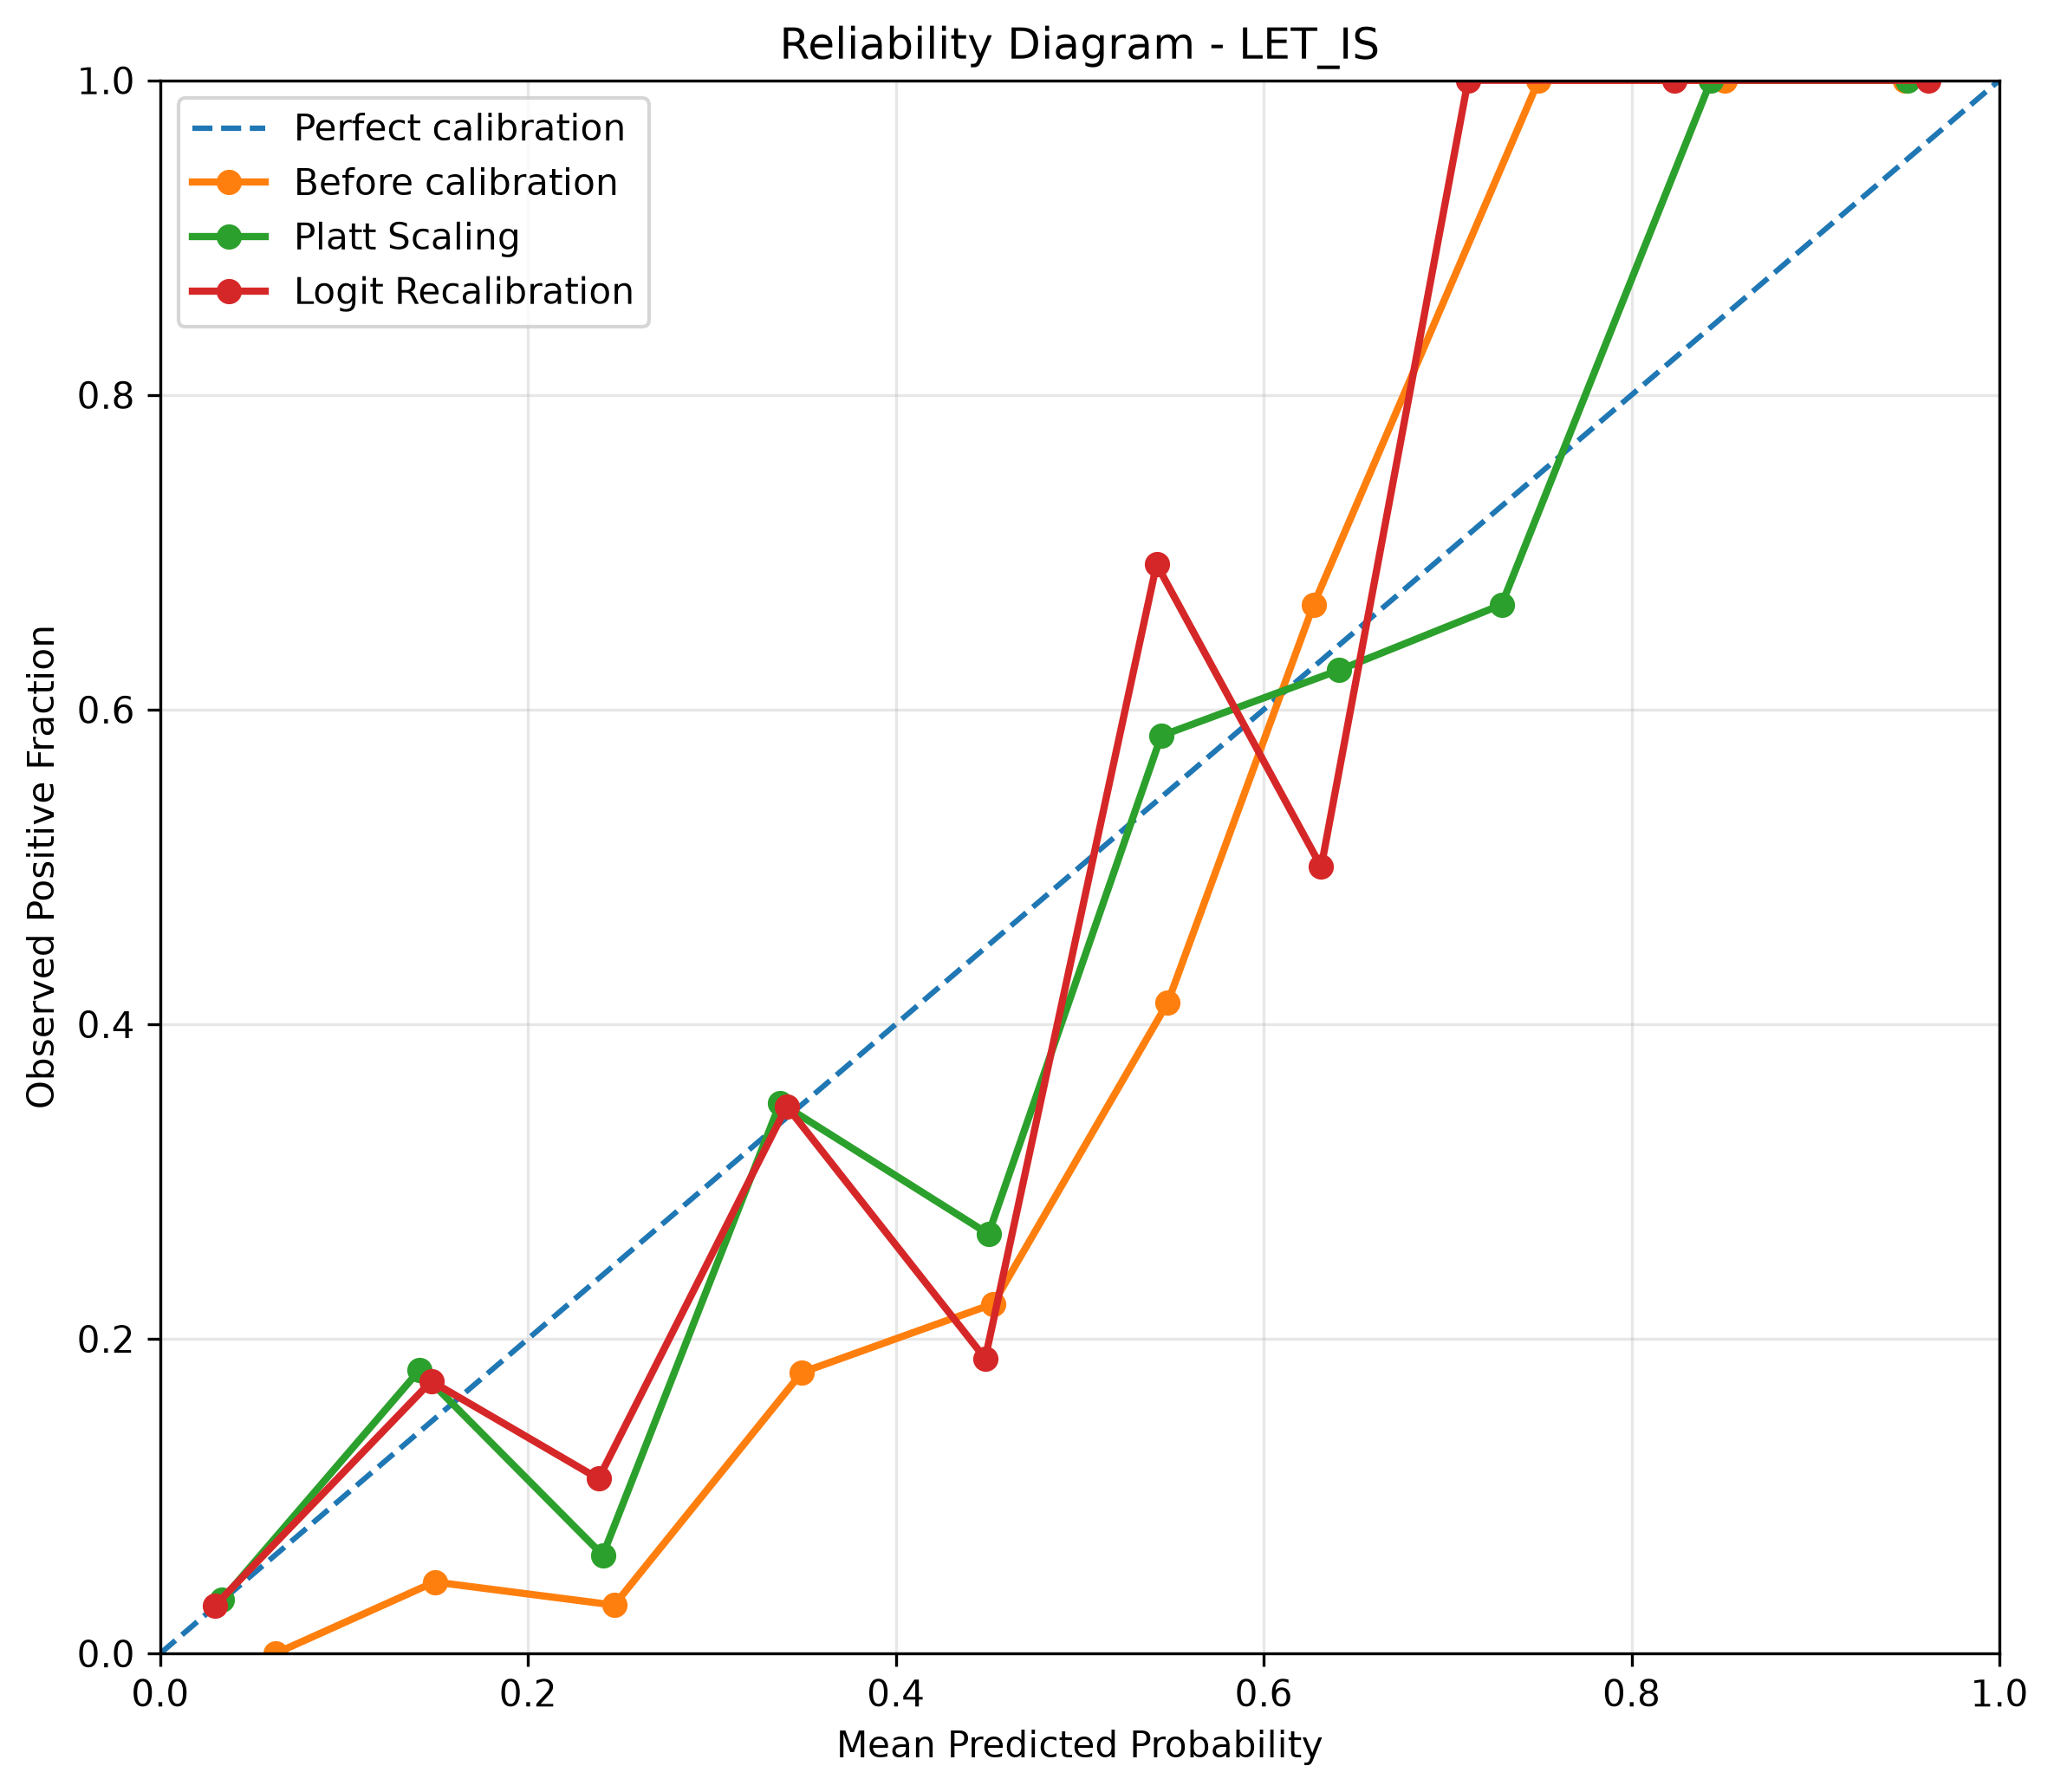 Reliability Diagram - LET_IS
1.0
0.8
0.6
0.4
0.2
0.0
Observed Positive Fraction
Perfect calibration
Before calibration
Platt Scaling
Logit Recalibration
0.0 0.2 0.4 0.6 0.8 1.0
Mean Predicted Probability